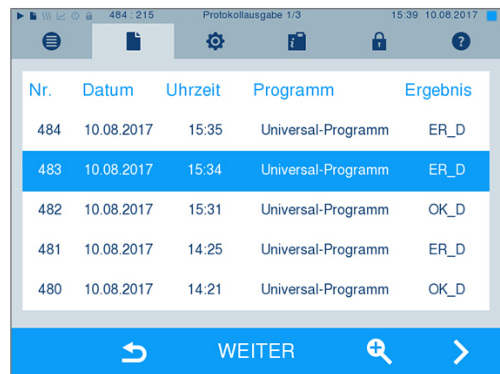 484 : 215 Protokollausgabe 1/3 15:39 10.08.2017
Nr. Datum Uhrzeit Programm Ergebnis
484 10.08.2017 15:35 Universal-Programm ER_D
483 10.08.2017 15:34 Universal-Programm ER_D
482 10.08.2017 15:31 Universal-Programm OK_D
481 10.08.2017 14:25 Universal-Programm ER_D
480 10.08.2017 14:21 Universal-Programm OK_D
WEITER